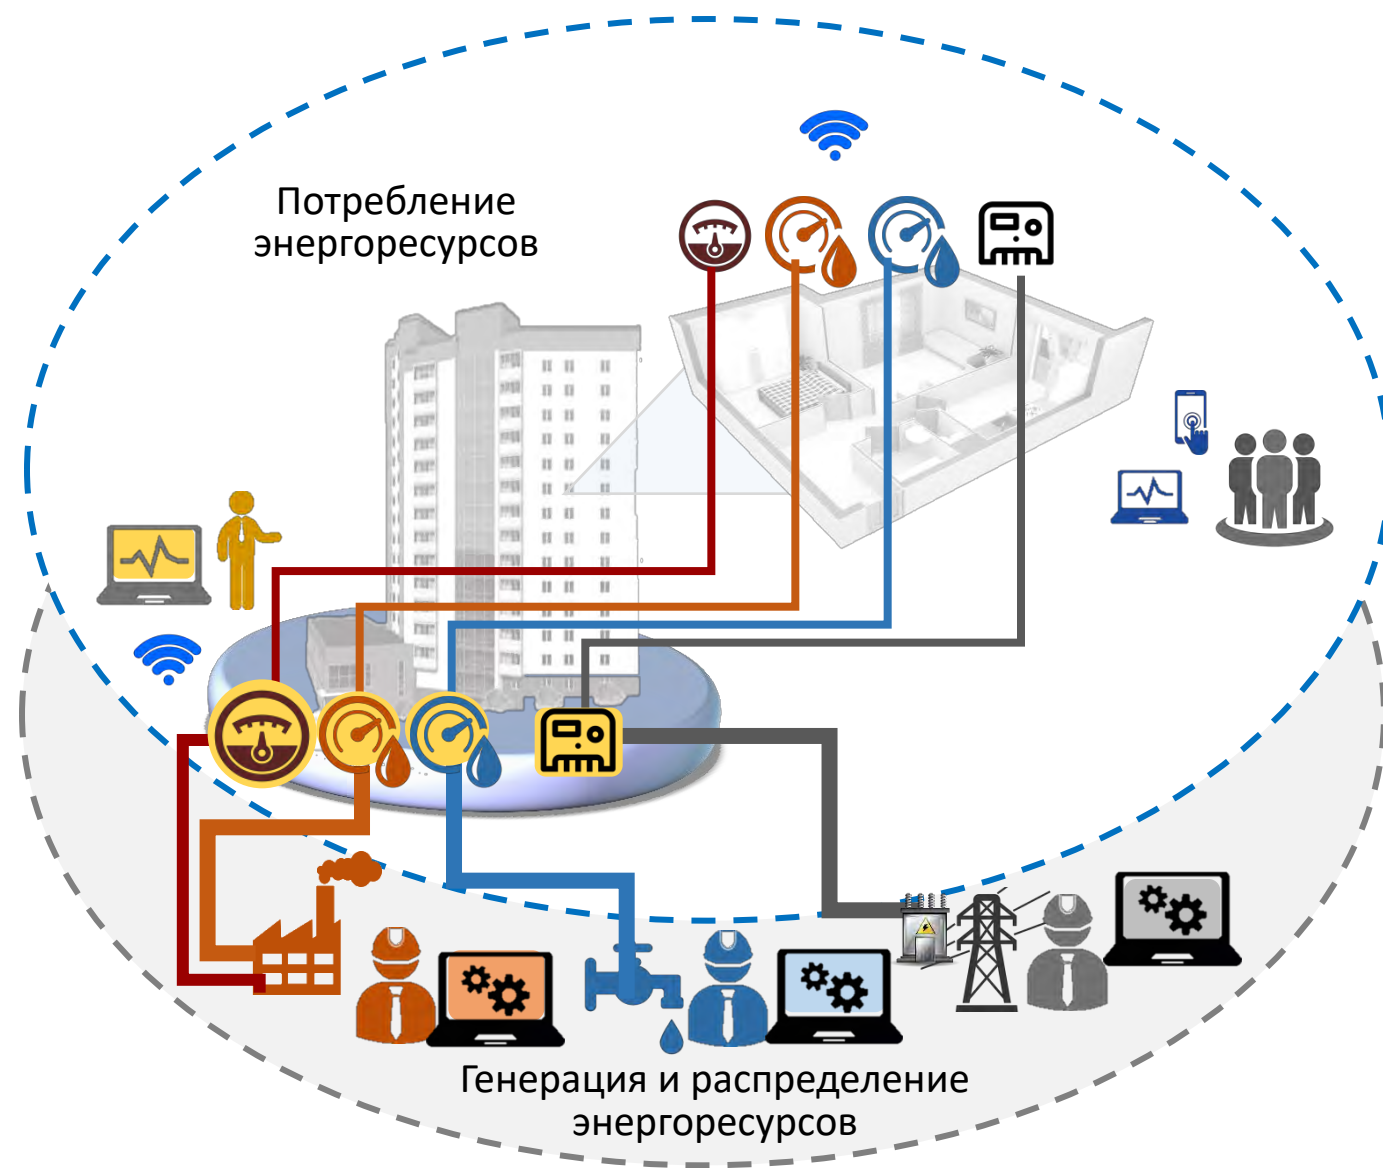 Потребление
энергоресурсов
Генерация и распределение
энергоресурсов